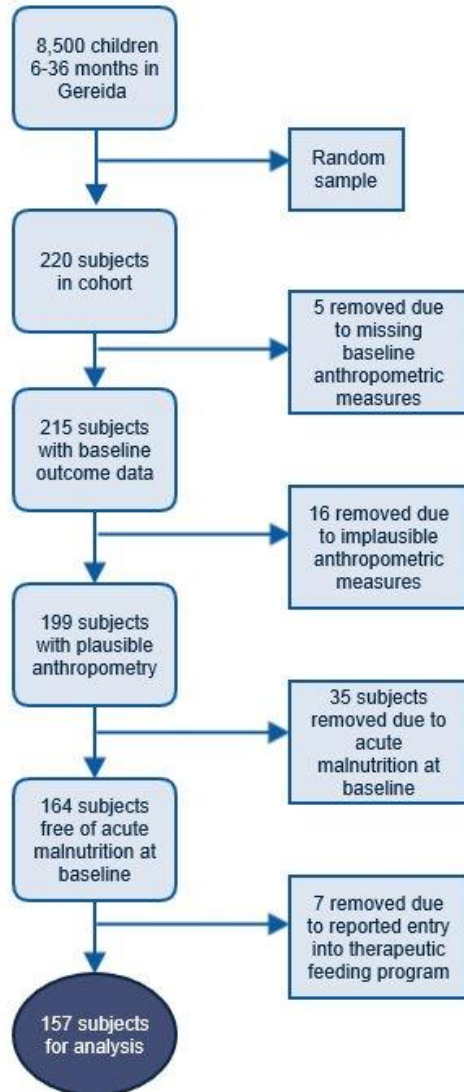 8,500 children
6-36 months in
Gereida
Random
sample
220 subjects
in cohort
5 removed due
to missing
baseline
anthropometric
measures
215 subjects
with baseline
outcome data
16 removed due
to implausible
anthropometric
measures
199 subjects
with plausible
anthropometry
35 subjects
removed due to
acute
malnutrition at
baseline
164 subjects
free of acute
malnutrition at
baseline
7 removed due
to reported entry
into therapeutic
feeding program
157 subjects
for analysis